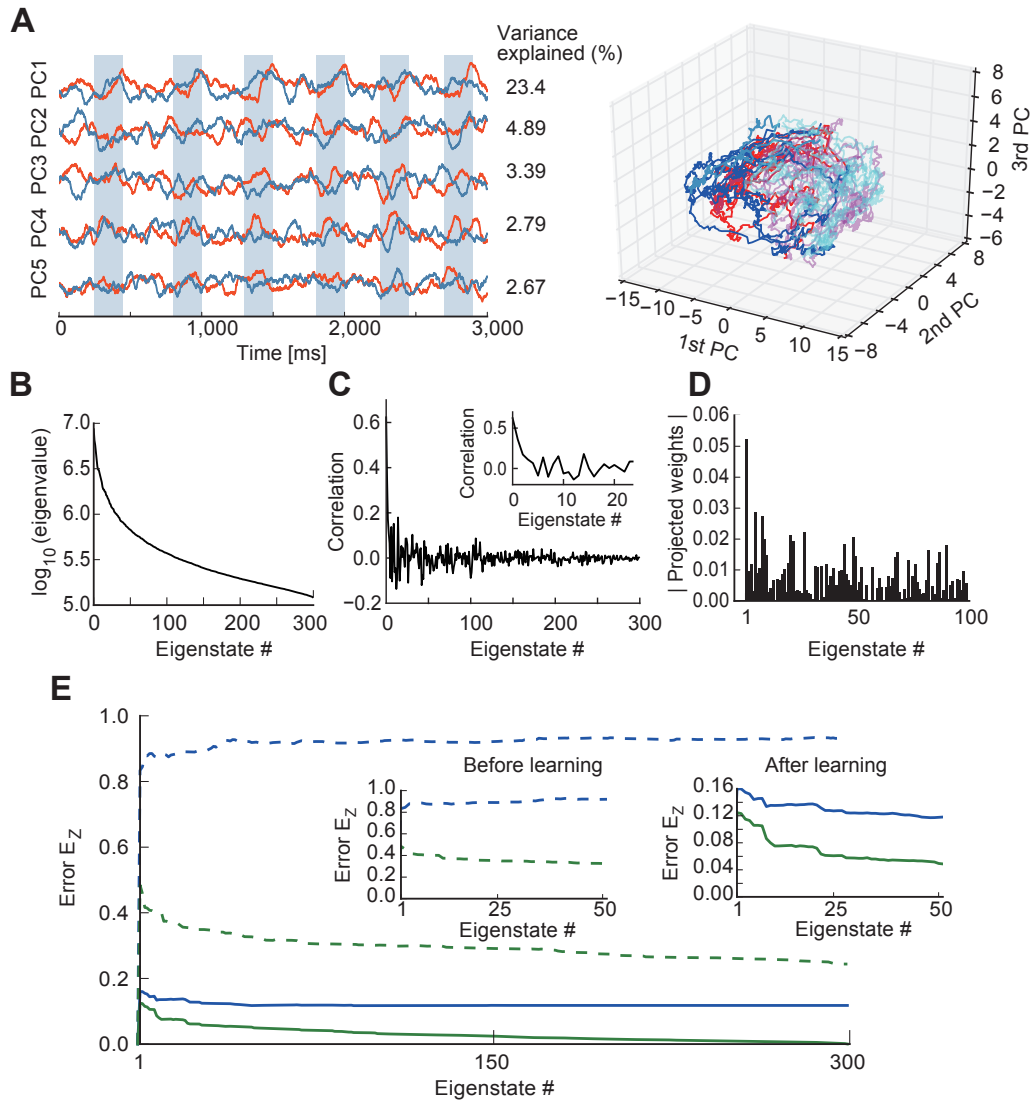 A
Variance
explained (%)
PC1
23.4
PC2
4.89
PC3
3.39
PC4
2.79
PC5
2.67
0
1,000
2,000
3,000
Time [ms]
8
6
4
2
0
−2
−4
−6
3rd PC
−15
−10
−5
0
5
10
15
1st PC
−8
−4
0
4
8
2nd PC
B
7.0
6.5
6.0
5.5
5.0
log10 (eigenvalue)
0
100
200
300
Eigenstate #
C
0.6
0.4
0.2
0.0
−0.2
Correlation
0
100
200
300
Eigenstate #
0.5
0.0
Correlation
0
10
20
Eigenstate #
D
0.06
0.05
0.04
0.03
0.02
0.01
0.00
| Projected weights |
1
50
100
Eigenstate #
E
1.0
0.8
0.6
0.4
0.2
0.0
Error EZ
1
150
300
Eigenstate #
Before learning
1.0
0.8
0.6
0.4
0.2
0.0
Error EZ
1
25
50
Eigenstate #
After learning
0.16
0.12
0.08
0.04
0.00
Error EZ
1
25
50
Eigenstate #